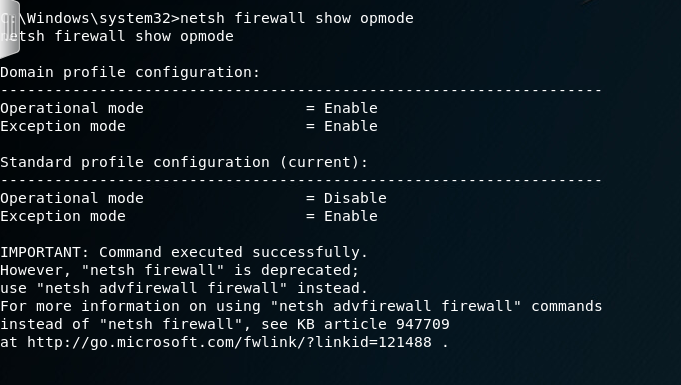 C:\Windows\system32>netsh firewall show opmode
netsh firewall show opmode
Domain profile configuration:
-------------------------------------------------------------------
Operational mode                  = Enable
Exception mode                    = Enable
Standard profile configuration (current):
-------------------------------------------------------------------
Operational mode                  = Disable
Exception mode                    = Enable
IMPORTANT: Command executed successfully.
However, "netsh firewall" is deprecated;
use "netsh advfirewall firewall" instead.
For more information on using "netsh advfirewall firewall" commands
instead of "netsh firewall", see KB article 947709
at http://go.microsoft.com/fwlink/?linkid=121488 .